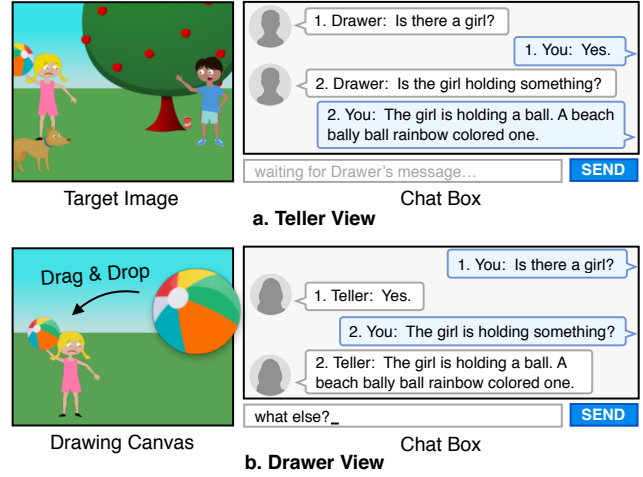 1. Drawer: Is there a girl?
1. You: Yes.
2. Drawer: Is the girl holding something?
2. You: The girl is holding a ball. A beach
bally ball rainbow colored one.
waiting for Drawer's message...
SEND
Target Image
Chat Box
a. Teller View
Drag & Drop
1. You: Is there a girl?
1. Teller: Yes.
2. You: The girl is holding something?
2. Teller: The girl is holding a ball. A
beach bally ball rainbow colored one.
what else?_
SEND
Drawing Canvas
Chat Box
b. Drawer View